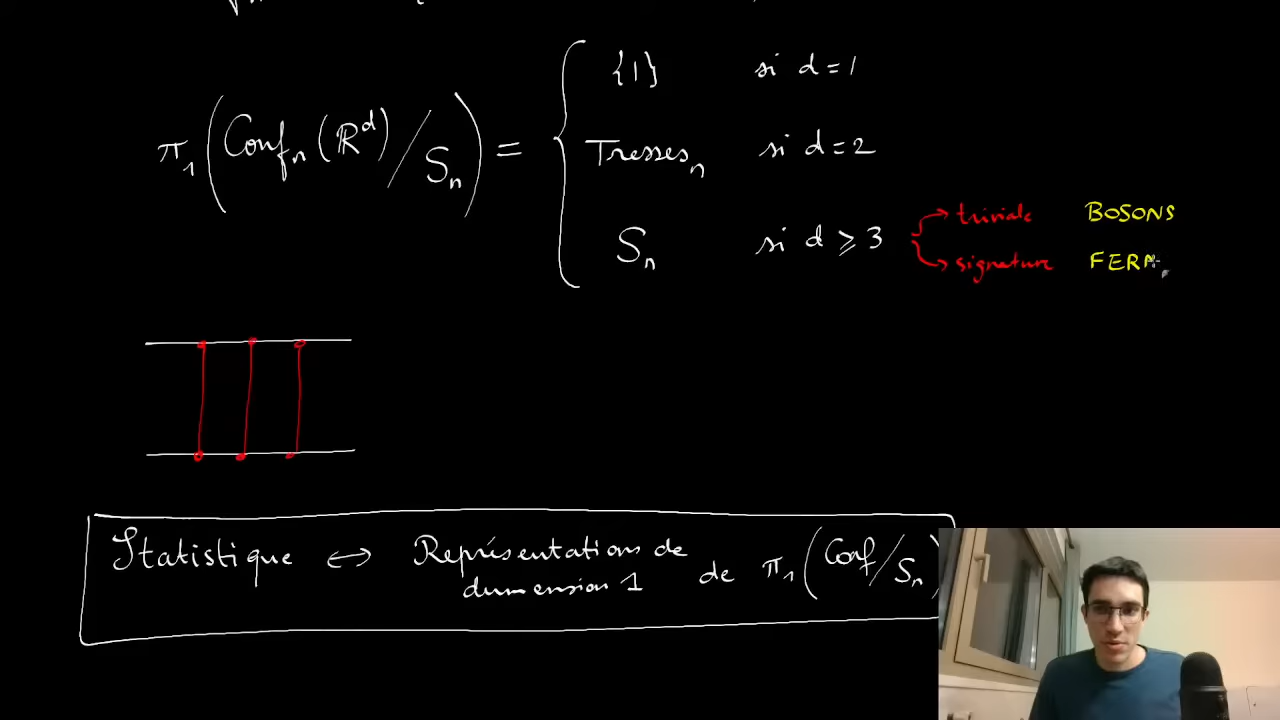 π₁(Confₙ(ℝᵈ)/Sₙ) =
{1} si d=1
Tressesₙ si d=2
Sₙ si d ⩾ 3
triviale BOSONS
signature FERM
Statistique ↔ Représentations de dimension 1 de π₁(Conf/Sₙ)